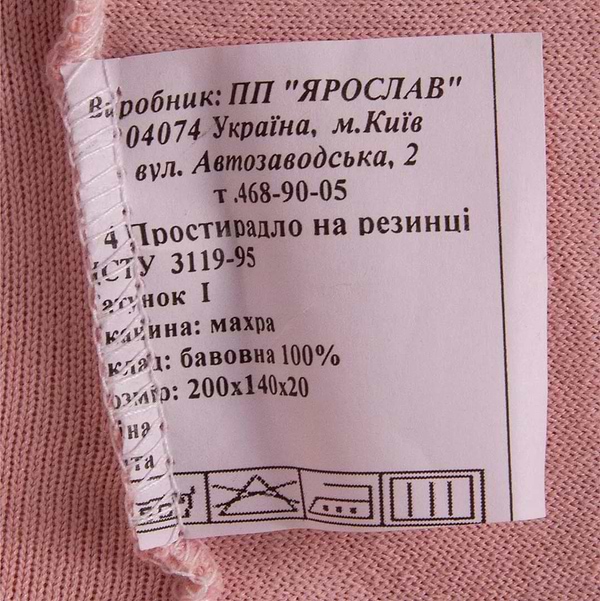 Виробник: ПП "ЯРОСЛАВ"
04074 Україна, м.Київ
вул. Автозаводська, 2
т.468-90-05
4 Простирадло на резинці
ДСТУ 3119-95
Гатунок I
Тканина: махра
Склад: бавовна 100%
Розмір: 200х140х20
Ціна